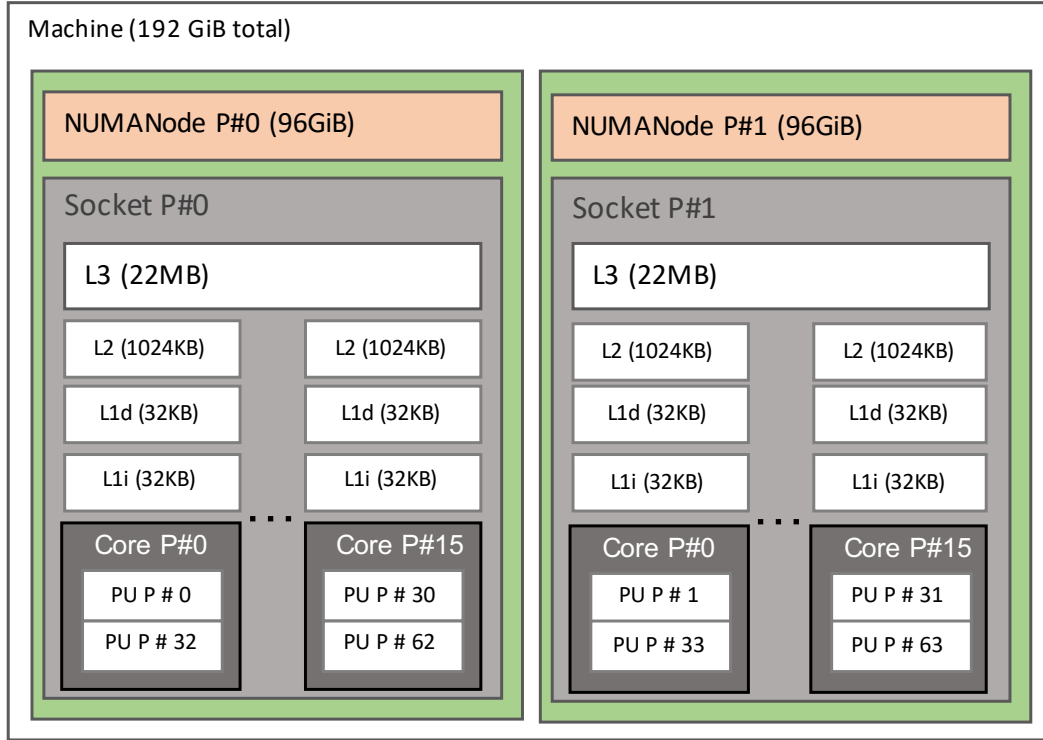 Machine (192 GiB total)
NUMANode P#0 (96GiB)
Socket P#0
L3 (22MB)
L2 (1024KB)
L2 (1024KB)
L1d (32KB)
L1d (32KB)
L1i (32KB)
L1i (32KB)
...
Core P#0
Core P#15
PU P # 0
PU P # 30
PU P # 32
PU P # 62
NUMANode P#1 (96GiB)
Socket P#1
L3 (22MB)
L2 (1024KB)
L2 (1024KB)
L1d (32KB)
L1d (32KB)
L1i (32KB)
L1i (32KB)
...
Core P#0
Core P#15
PU P # 1
PU P # 31
PU P # 33
PU P # 63